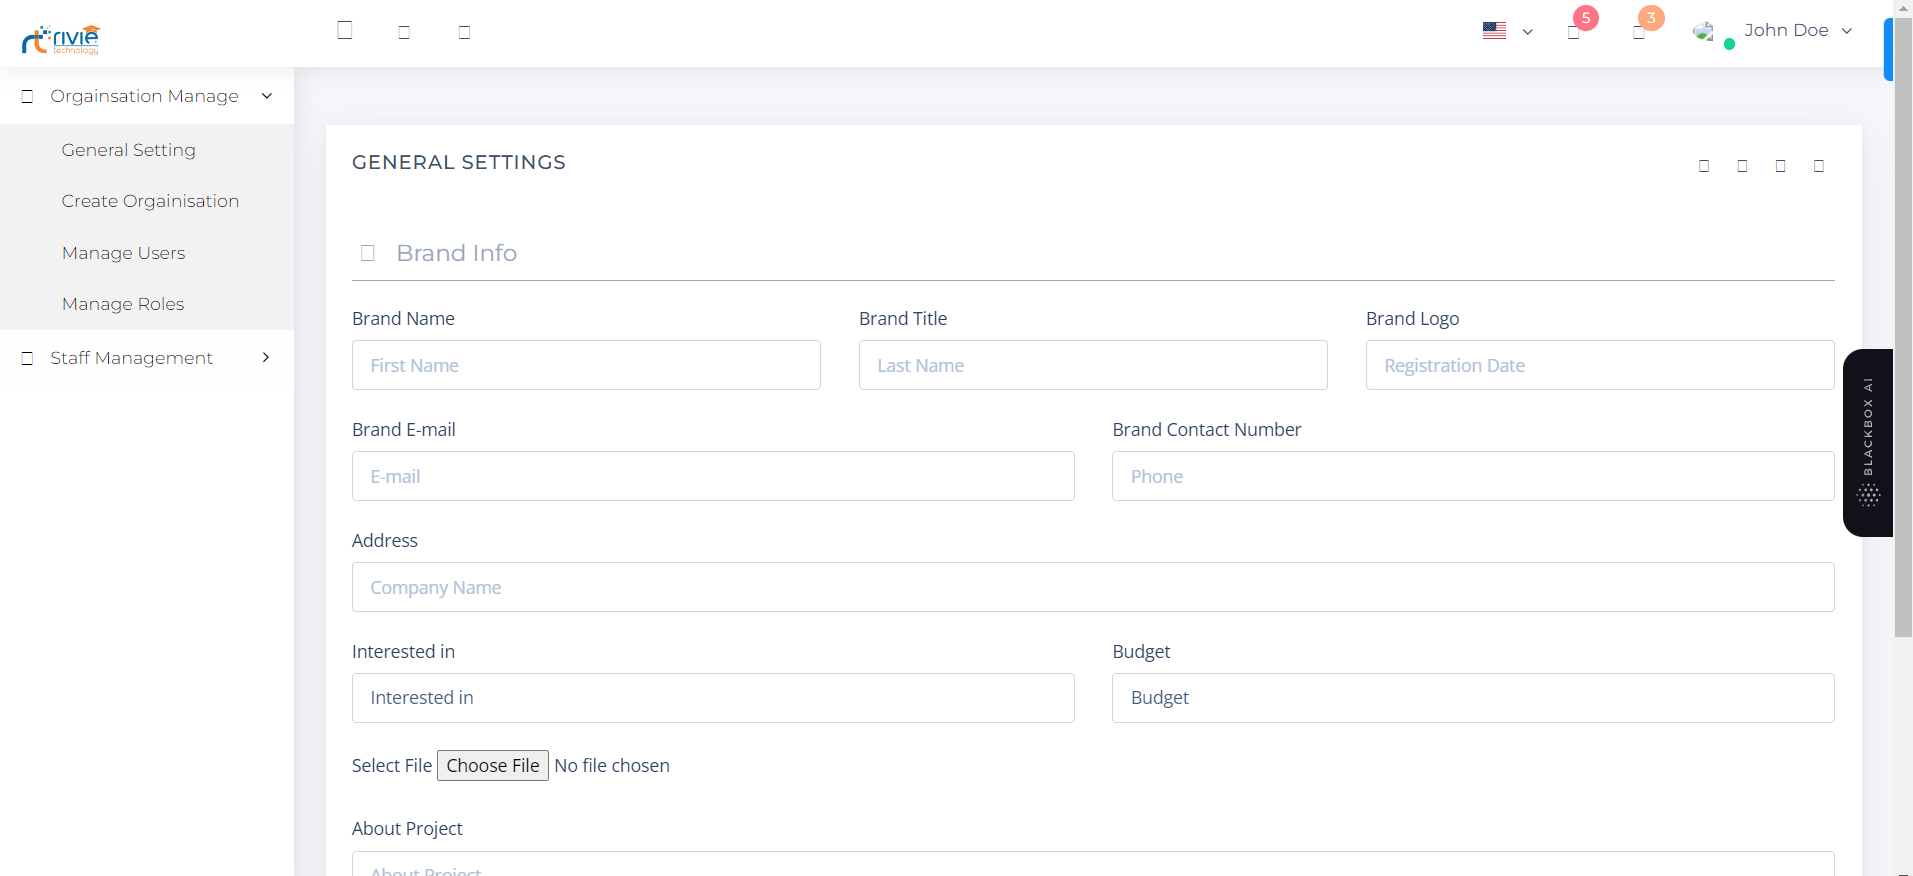 rivie
technology
5
3
John Doe
Orgainsation Manage
General Setting
Create Orgainisation
Manage Users
Manage Roles
Staff Management
GENERAL SETTINGS
Brand Info
Brand Name Brand Title Brand Logo
First Name Last Name Registration Date
Brand E-mail Brand Contact Number
E-mail Phone
Address
Company Name
Interested in Budget
Interested in Budget
Select File Choose File No file chosen
About Project
About Project
BLACKBOX AI